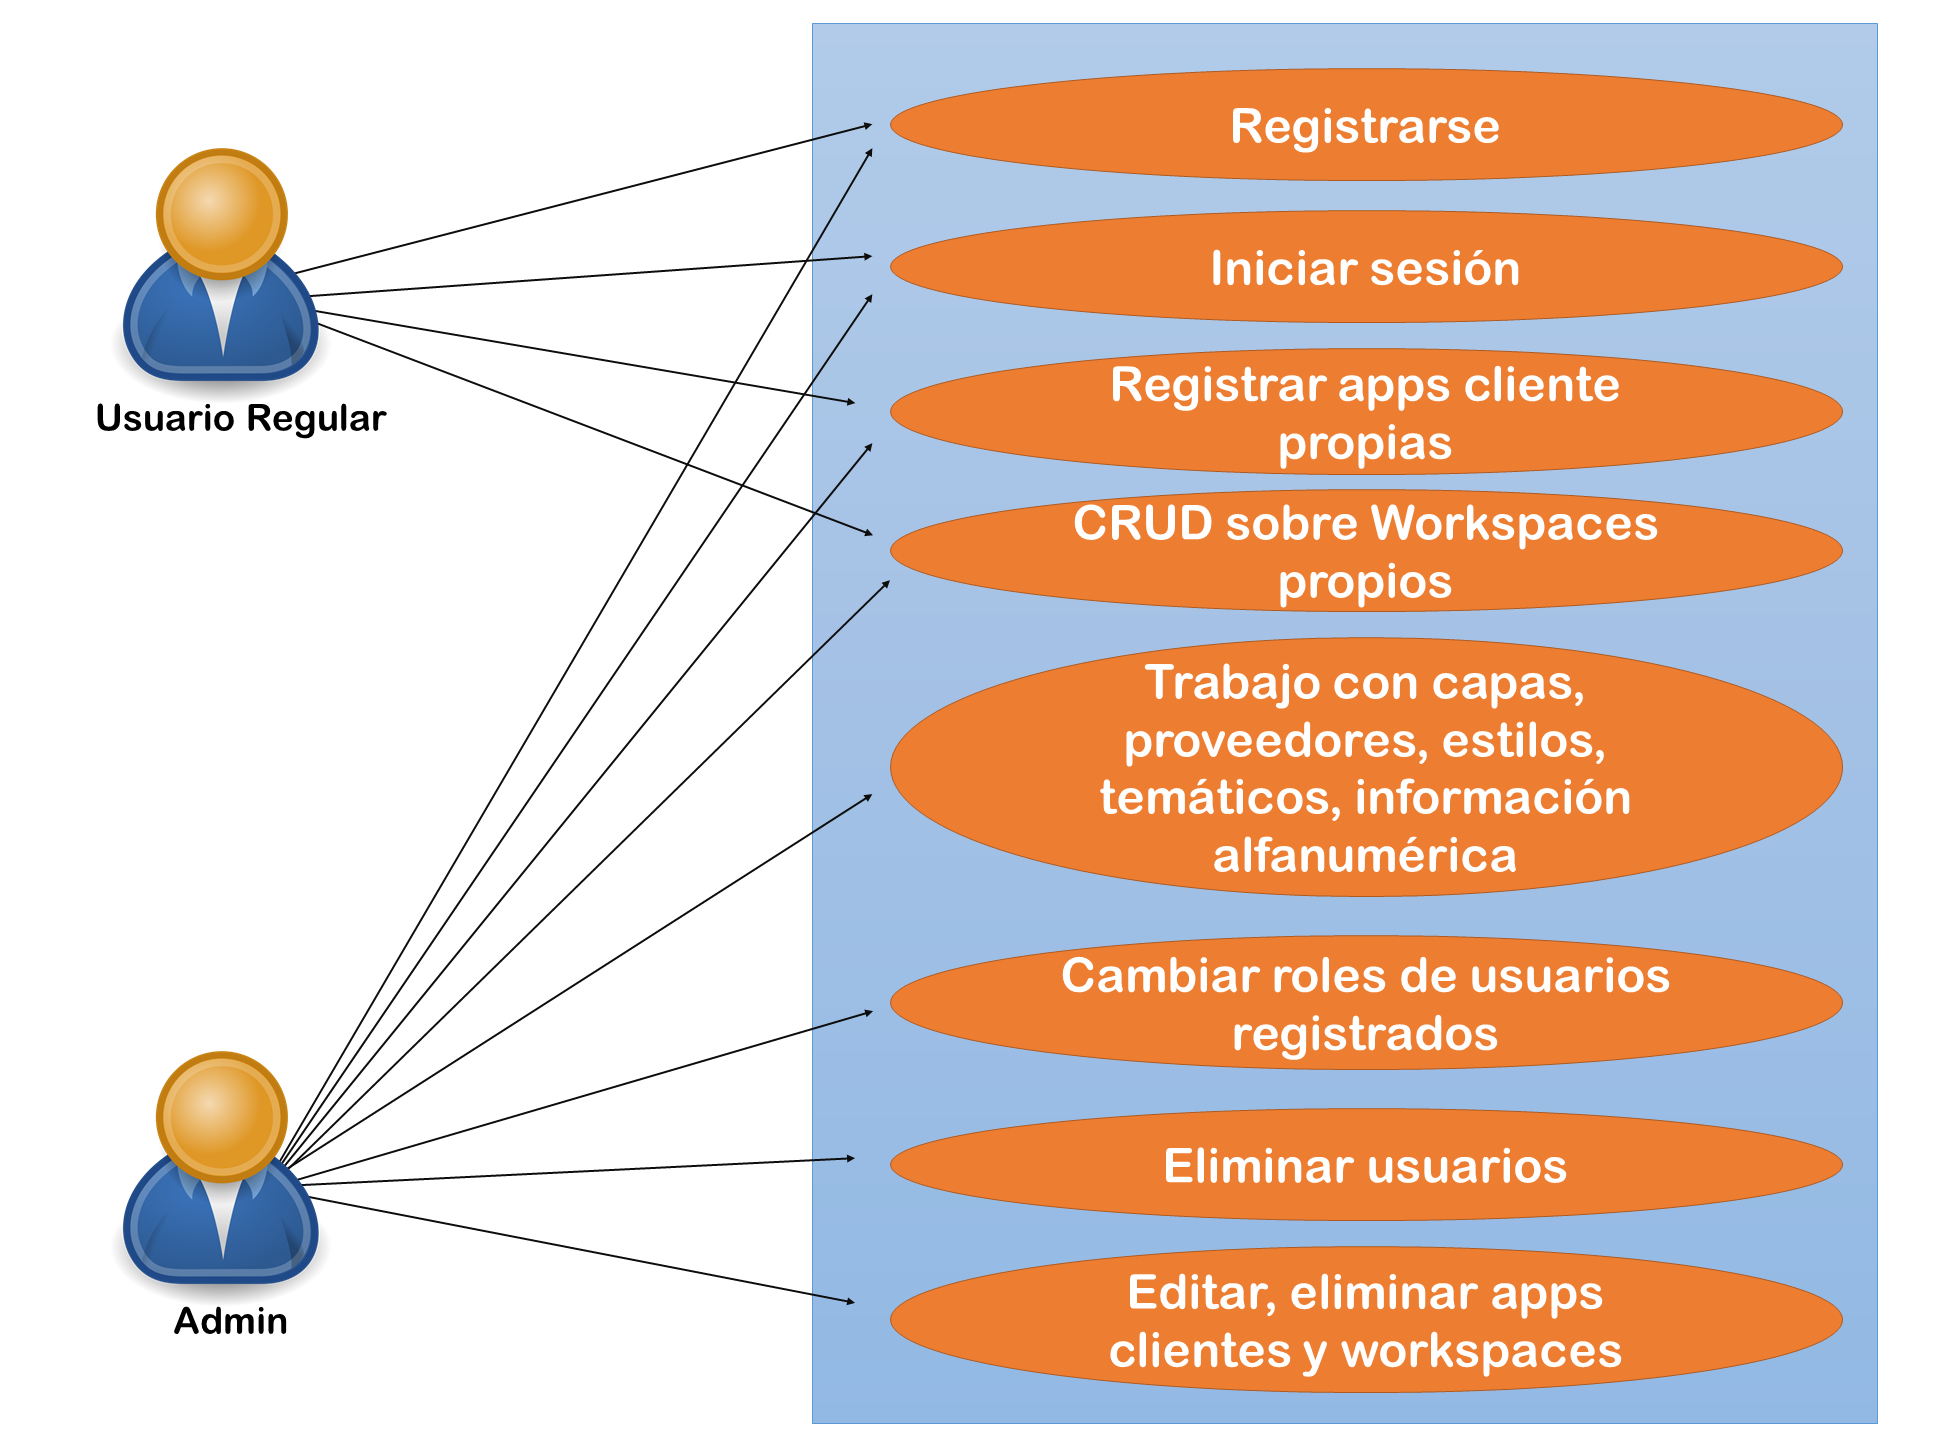 Registrarse
Iniciar sesión
Registrar apps cliente
propias
CRUD sobre Workspaces
propios
Trabajo con capas,
proveedores, estilos,
temáticos, información
alfanumérica
Cambiar roles de usuarios
registrados
Eliminar usuarios
Editar, eliminar apps
clientes y workspaces
Usuario Regular
Admin